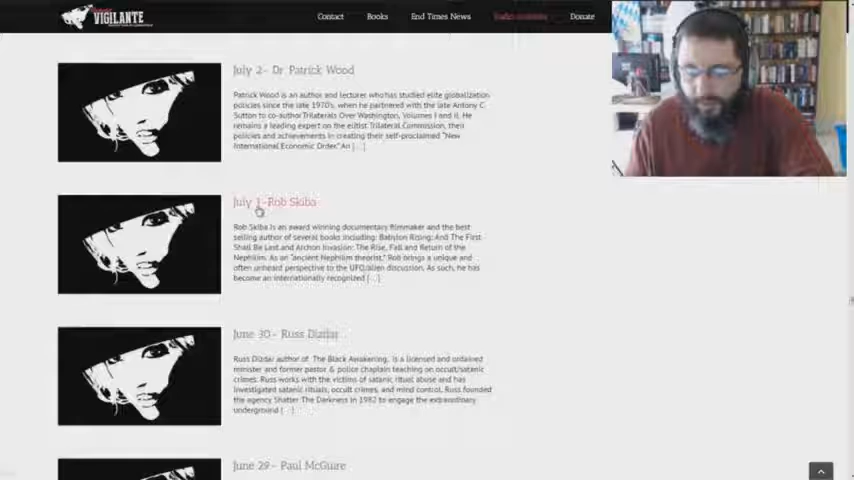 VIGILANTE
Contact Books End Times News Donate
July 2- Dr. Patrick Wood
Patrick Wood is an author and lecturer who has studied elite globalization
policies since the late 1970's, when he partnered with the late Antony C.
Sutton to co-author Trilaterals Over Washington, Volumes I and II. He
remains a leading expert on the elitist Trilateral Commission, their
policies and achievements in creating their self-proclaimed "New
International Economic Order." An [...]
July 1-Rob Skiba
Rob Skiba is an award winning documentary filmmaker and the best
selling author of several books including: Babylon Rising: And The First
Shall Be Last and Archon Invasion: The Rise, Fall and Return of the
Nephilim. As an "ancient Nephilim theorist," Rob brings a unique and
often unheard perspective to the UFO/alien discussion. As such, he has
become an internationally recognized [...]
June 30- Russ Dizdar
Russ Dizdar author of The Black Awakening, is a licensed and ordained
minister and former pastor & police chaplain teaching on occult/satanic
crimes. Russ works with the victims of satanic ritual abuse and has
investigated satanic rituals, occult crimes, and mind control. Russ founded
the agency Shatter The Darkness in 1982 to engage the extraordinary
underground [...]
June 29- Paul McGuire